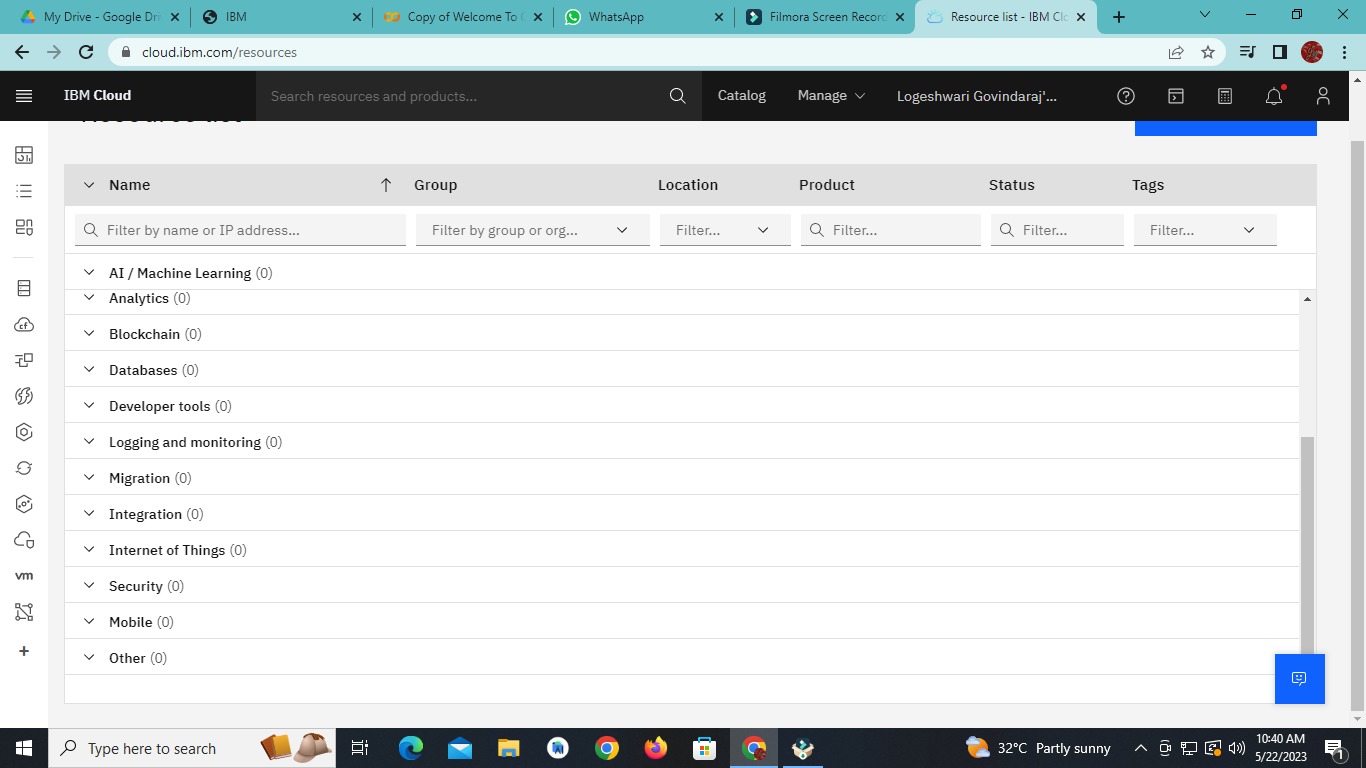 My Drive - Google Dri
IBM
Copy of Welcome To C
WhatsApp
Filmora Screen Record
Resource list - IBM Clo
cloud.ibm.com/resources
IBM Cloud
Search resources and products...
Catalog
Manage
Logeshwari Govindaraj'...
Resource list
Name
Group
Location
Product
Status
Tags
Filter by name or IP address...
Filter by group or org...
Filter...
Filter...
Filter...
Filter...
AI / Machine Learning (0)
Analytics (0)
Blockchain (0)
Databases (0)
Developer tools (0)
Logging and monitoring (0)
Migration (0)
Integration (0)
Internet of Things (0)
Security (0)
Mobile (0)
Other (0)
cf
vm
Type here to search
32°C Partly sunny
10:40 AM
5/22/2023
1